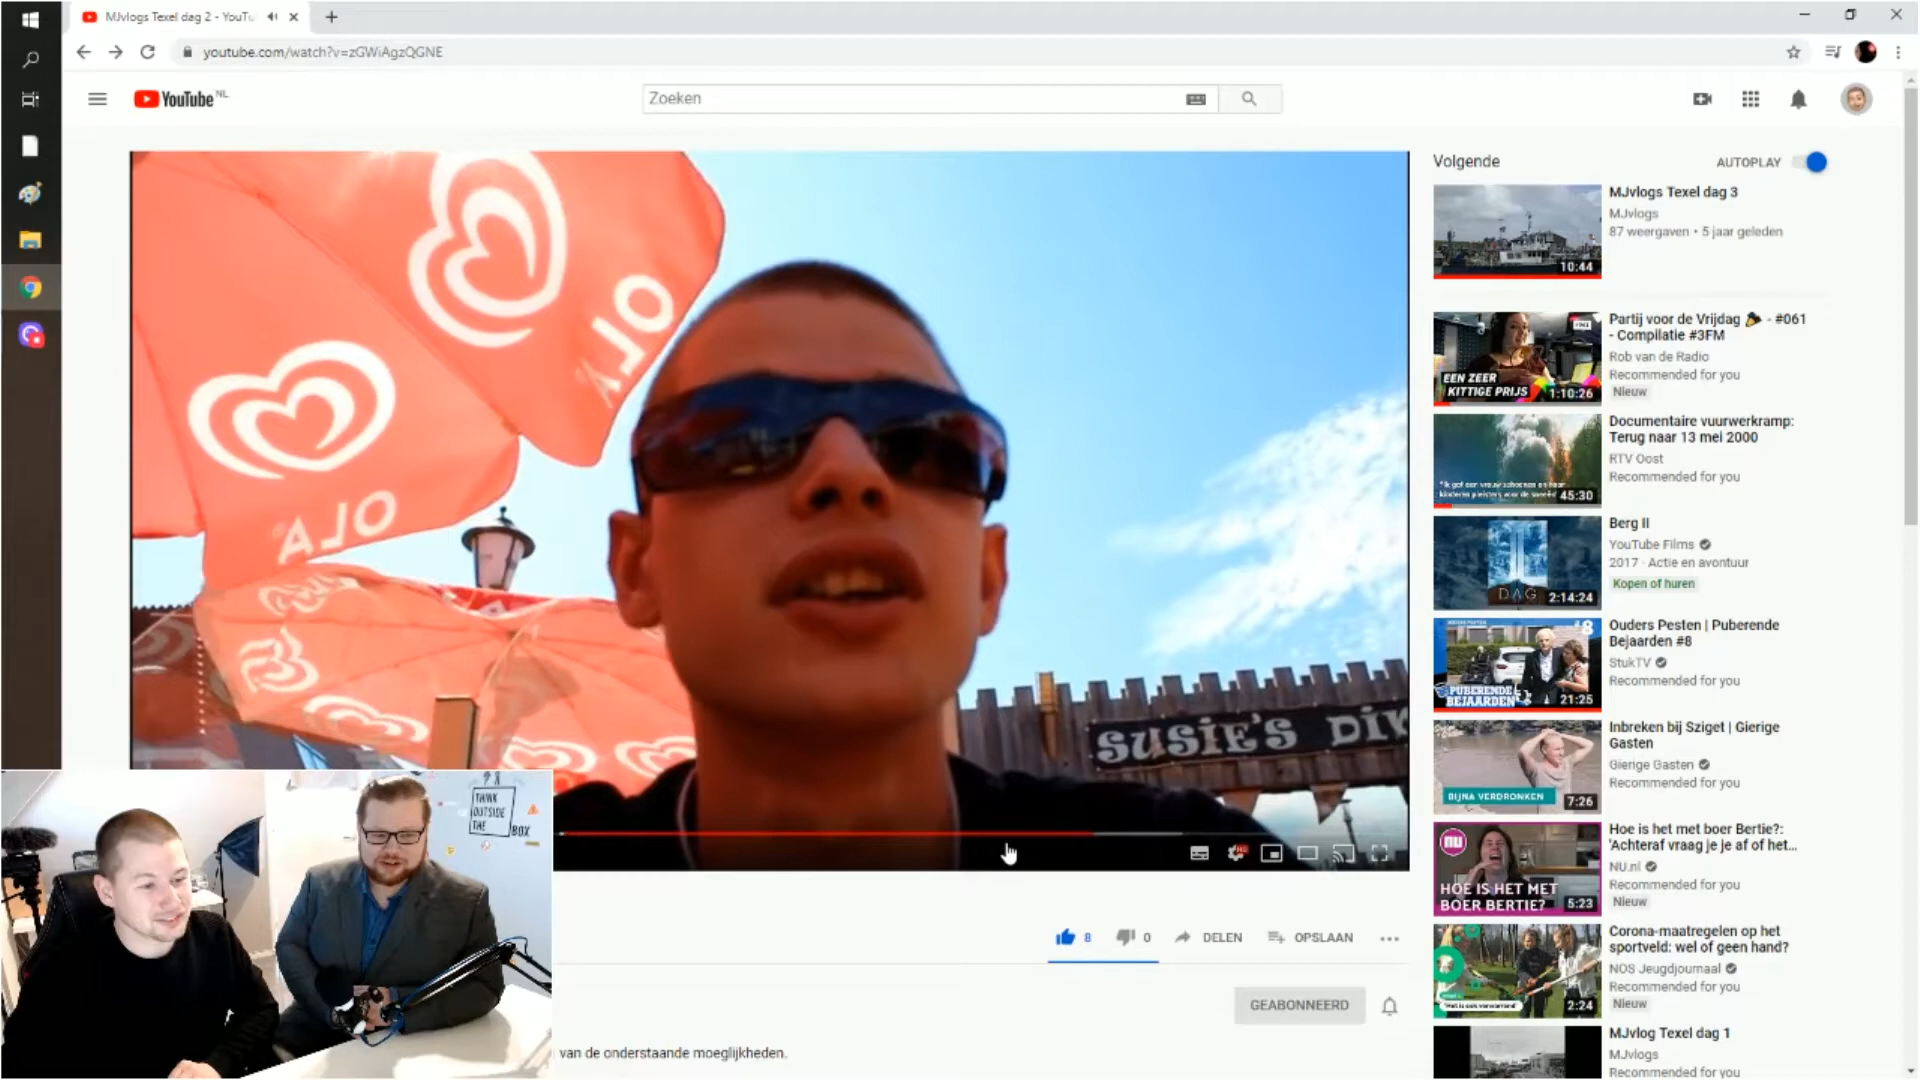 MJvlogs Texel dag 2 - YouTu
youtube.com/watch?v=zGWiAgzQGNE
YouTube NL
Zoeken
OLA
OLA
SUSIE'S DIK
THINK
OUTSIDE
THE
BOX
8
0
DELEN
OPSLAAN
GEABONNEERD
van de onderstaande moeglijkheden.
Volgende
AUTOPLAY
10:44
MJvlogs Texel dag 3
MJvlogs
87 weergaven • 5 jaar geleden
EEN ZEER
KITTIGE PRIJS
1:10:26
Partij voor de Vrijdag 🎉 - #061
- Compilatie #3FM
Rob van de Radio
Recommended for you
Nieuw
45:30
Documentaire vuurwerkramp:
Terug naar 13 mei 2000
RTV Oost
Recommended for you
DAG
2:14:24
Berg II
YouTube Films
2017 · Actie en avontuur
Kopen of huren
#8
PUBERENDE
BEJAARDEN
21:25
Ouders Pesten | Puberende
Bejaarden #8
StukTV
Recommended for you
BIJNA VERDRONKEN
7:26
Inbreken bij Sziget | Gierige
Gasten
Gierige Gasten
Recommended for you
nu
HOE IS HET MET
BOER BERTIE?
5:23
Hoe is het met boer Bertie?:
'Achteraf vraag je je af of het...
NU.nl
Recommended for you
Nieuw
2:24
Corona-maatregelen op het
sportveld: wel of geen hand?
NOS Jeugdjournaal
Recommended for you
Nieuw
MJvlog Texel dag 1
MJvlogs
Recommended for you